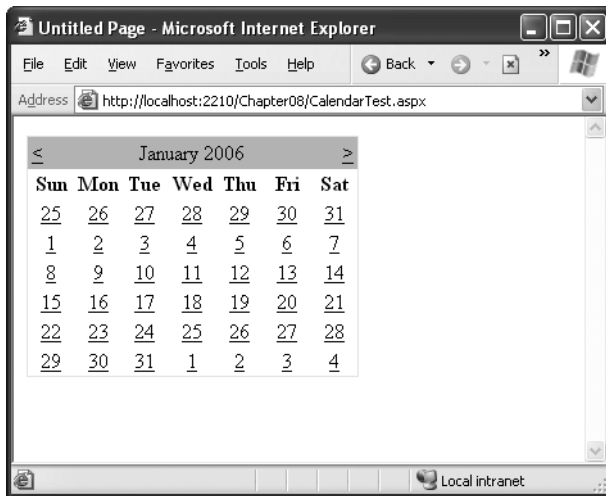 Untitled Page - Microsoft Internet Explorer
File Edit View Favorites Tools Help Back »
Address http://localhost:2210/Chapter08/CalendarTest.aspx
< January 2006 >
Sun Mon Tue Wed Thu Fri Sat
25 26 27 28 29 30 31
1 2 3 4 5 6 7
8 9 10 11 12 13 14
15 16 17 18 19 20 21
22 23 24 25 26 27 28
29 30 31 1 2 3 4
Local intranet